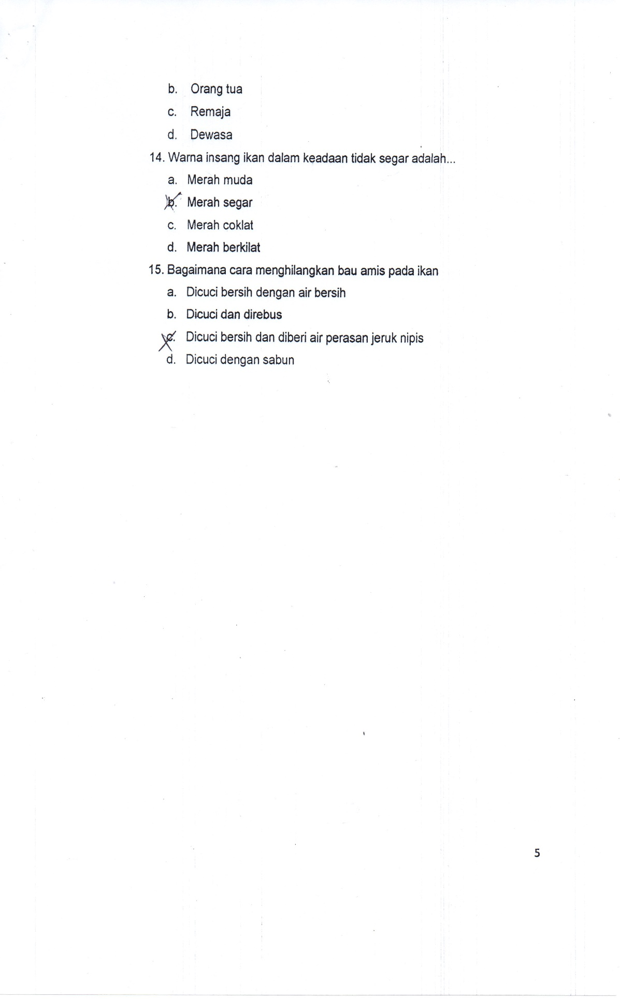 b. Orang tua
c. Remaja
d. Dewasa
14. Warna insang ikan dalam keadaan tidak segar adalah...
a. Merah muda
b. Merah segar
c. Merah coklat
d. Merah berkilat
15. Bagaimana cara menghilangkan bau amis pada ikan
a. Dicuci bersih dengan air bersih
b. Dicuci dan direbus
c. Dicuci bersih dan diberi air perasan jeruk nipis
d. Dicuci dengan sabun
5